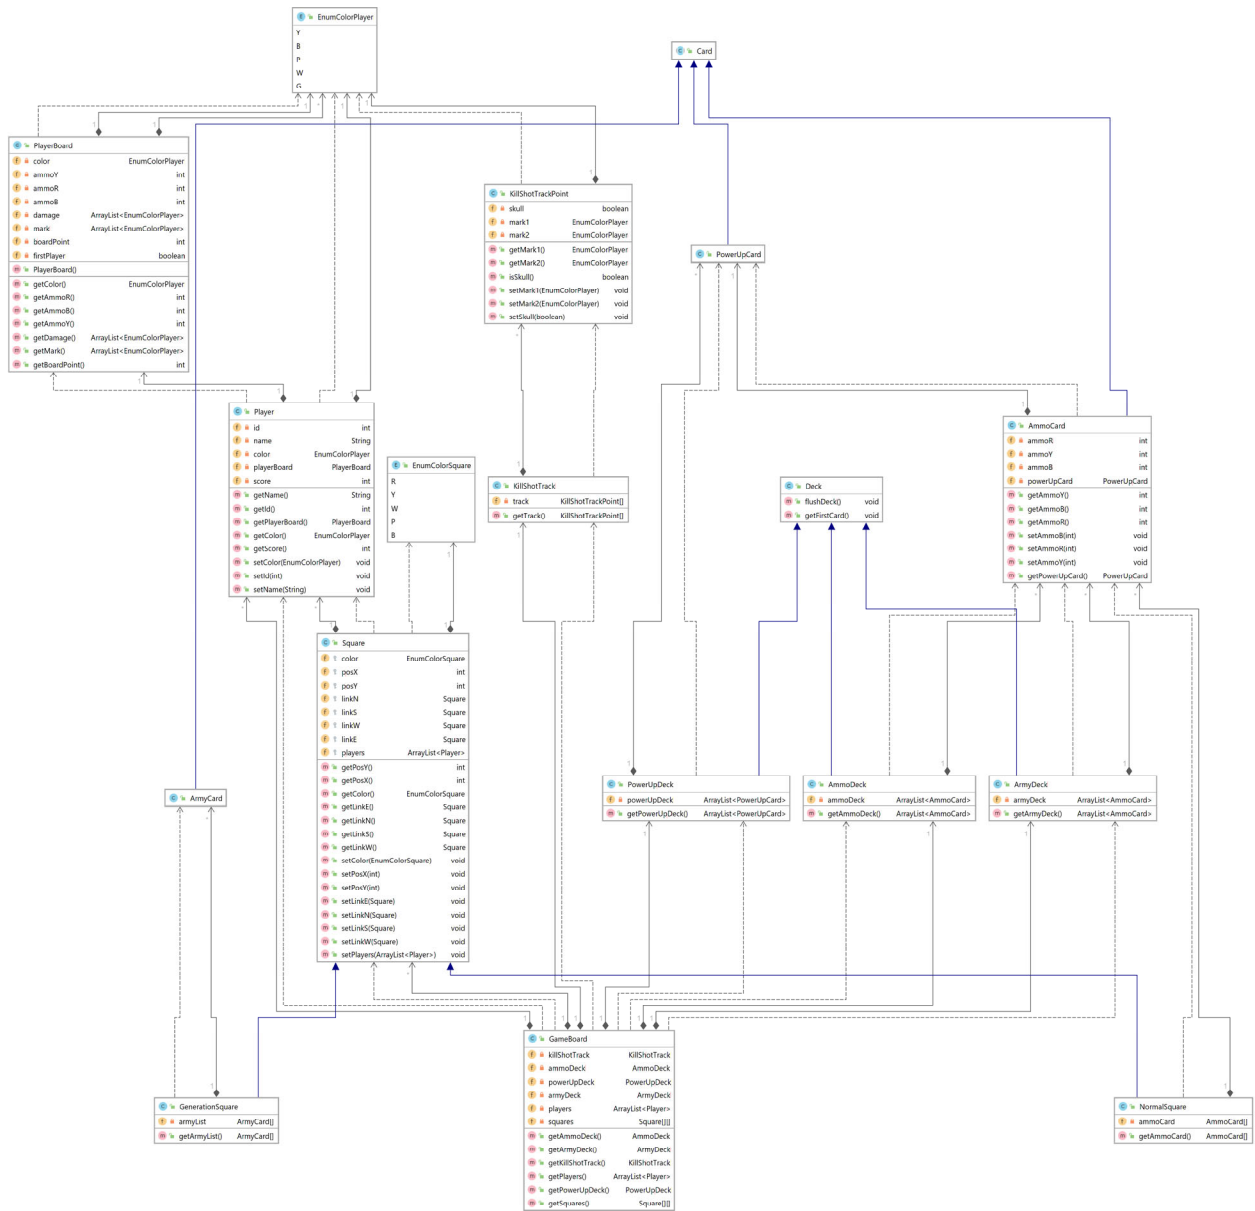 EnumColorPlayer
Y
B
P
W
G
Card
PlayerBoard
color EnumColorPlayer
ammoY int
ammoR int
ammoB int
damage ArrayList<EnumColorPlayer>
mark ArrayList<EnumColorPlayer>
boardPoint int
firstPlayer boolean
PlayerBoard()
getColor() EnumColorPlayer
getAmmoR() int
getAmmoB() int
getAmmoY() int
getDamage() ArrayList<EnumColorPlayer>
getMark() ArrayList<EnumColorPlayer>
getBoardPoint() int
KillShotTrackPoint
skull boolean
mark1 EnumColorPlayer
mark2 EnumColorPlayer
getMark1() EnumColorPlayer
getMark2() EnumColorPlayer
isSkull() boolean
setMark1(EnumColorPlayer) void
setMark2(EnumColorPlayer) void
setSkull(boolean) void
PowerUpCard
Player
id int
name String
color EnumColorPlayer
playerBoard PlayerBoard
score int
getName() String
getId() int
getPlayerBoard() PlayerBoard
getColor() EnumColorPlayer
getScore() int
setColor(EnumColorPlayer) void
setId(int) void
setName(String) void
EnumColorSquare
R
Y
W
P
B
KillShotTrack
track KillShotTrackPoint[]
getTrack() KillShotTrackPoint[]
Deck
flushDeck() void
getFirstCard() void
AmmoCard
ammoR int
ammoY int
ammoB int
powerUpCard PowerUpCard
getAmmoY() int
getAmmoB() int
getAmmoR() int
setAmmoB(int) void
setAmmoR(int) void
setAmmoY(int) void
getPowerUpCard() PowerUpCard
Square
color EnumColorSquare
posX int
posY int
linkN Square
linkS Square
linkW Square
linkE Square
players ArrayList<Player>
getPosY() int
getPosX() int
getColor() EnumColorSquare
getLinkE() Square
getLinkN() Square
getLinkS() Square
getLinkW() Square
setColor(EnumColorSquare) void
setPosX(int) void
setPosY(int) void
setLinkE(Square) void
setLinkN(Square) void
setLinkS(Square) void
setLinkW(Square) void
setPlayers(ArrayList<Player>) void
ArmyCard
PowerUpDeck
powerUpDeck ArrayList<PowerUpCard>
getPowerUpDeck() ArrayList<PowerUpCard>
AmmoDeck
ammoDeck ArrayList<AmmoCard>
getAmmoDeck() ArrayList<AmmoCard>
ArmyDeck
armyDeck ArrayList<AmmoCard>
getArmyDeck() ArrayList<AmmoCard>
GameBoard
killShotTrack KillShotTrack
ammoDeck AmmoDeck
powerUpDeck PowerUpDeck
armyDeck ArmyDeck
players ArrayList<Player>
squares Square[][]
getAmmoDeck() AmmoDeck
getArmyDeck() ArmyDeck
getKillShotTrack() KillShotTrack
getPlayers() ArrayList<Player>
getPowerUpDeck() PowerUpDeck
getSquares() Square[][]
GenerationSquare
armyList ArmyCard[]
getArmyList() ArmyCard[]
NormalSquare
ammoCard AmmoCard[]
getAmmoCard() AmmoCard[]